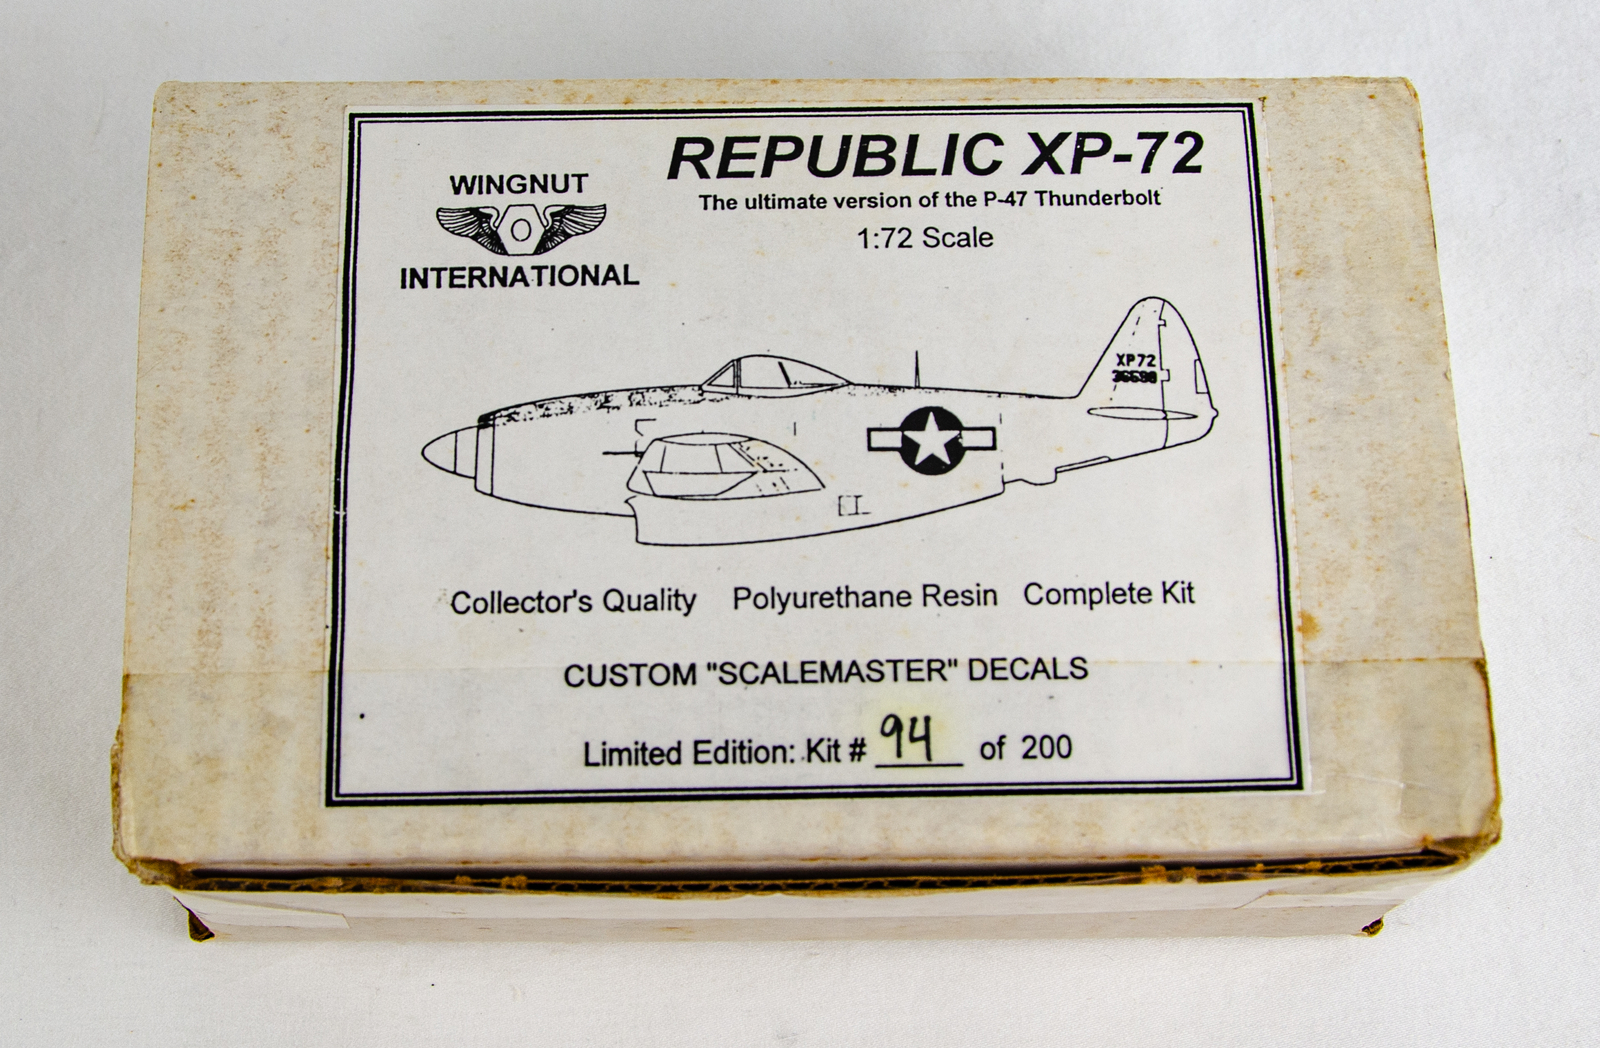 WINGNUT
INTERNATIONAL
REPUBLIC XP-72
The ultimate version of the P-47 Thunderbolt
1:72 Scale
XP72
Collector's Quality Polyurethane Resin Complete Kit
CUSTOM "SCALEMASTER" DECALS
Limited Edition: Kit # 94 of 200